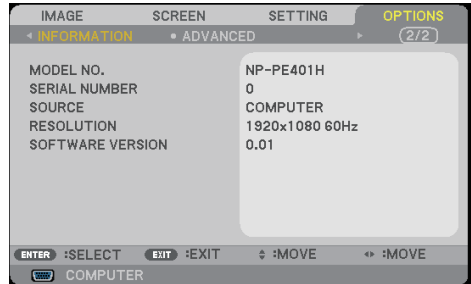 IMAGE SCREEN SETTING OPTIONS
INFORMATION • ADVANCED (2/2)
MODEL NO. NP-PE401H
SERIAL NUMBER 0
SOURCE COMPUTER
RESOLUTION 1920x1080 60Hz
SOFTWARE VERSION 0.01
ENTER :SELECT EXIT :EXIT :MOVE :MOVE
COMPUTER